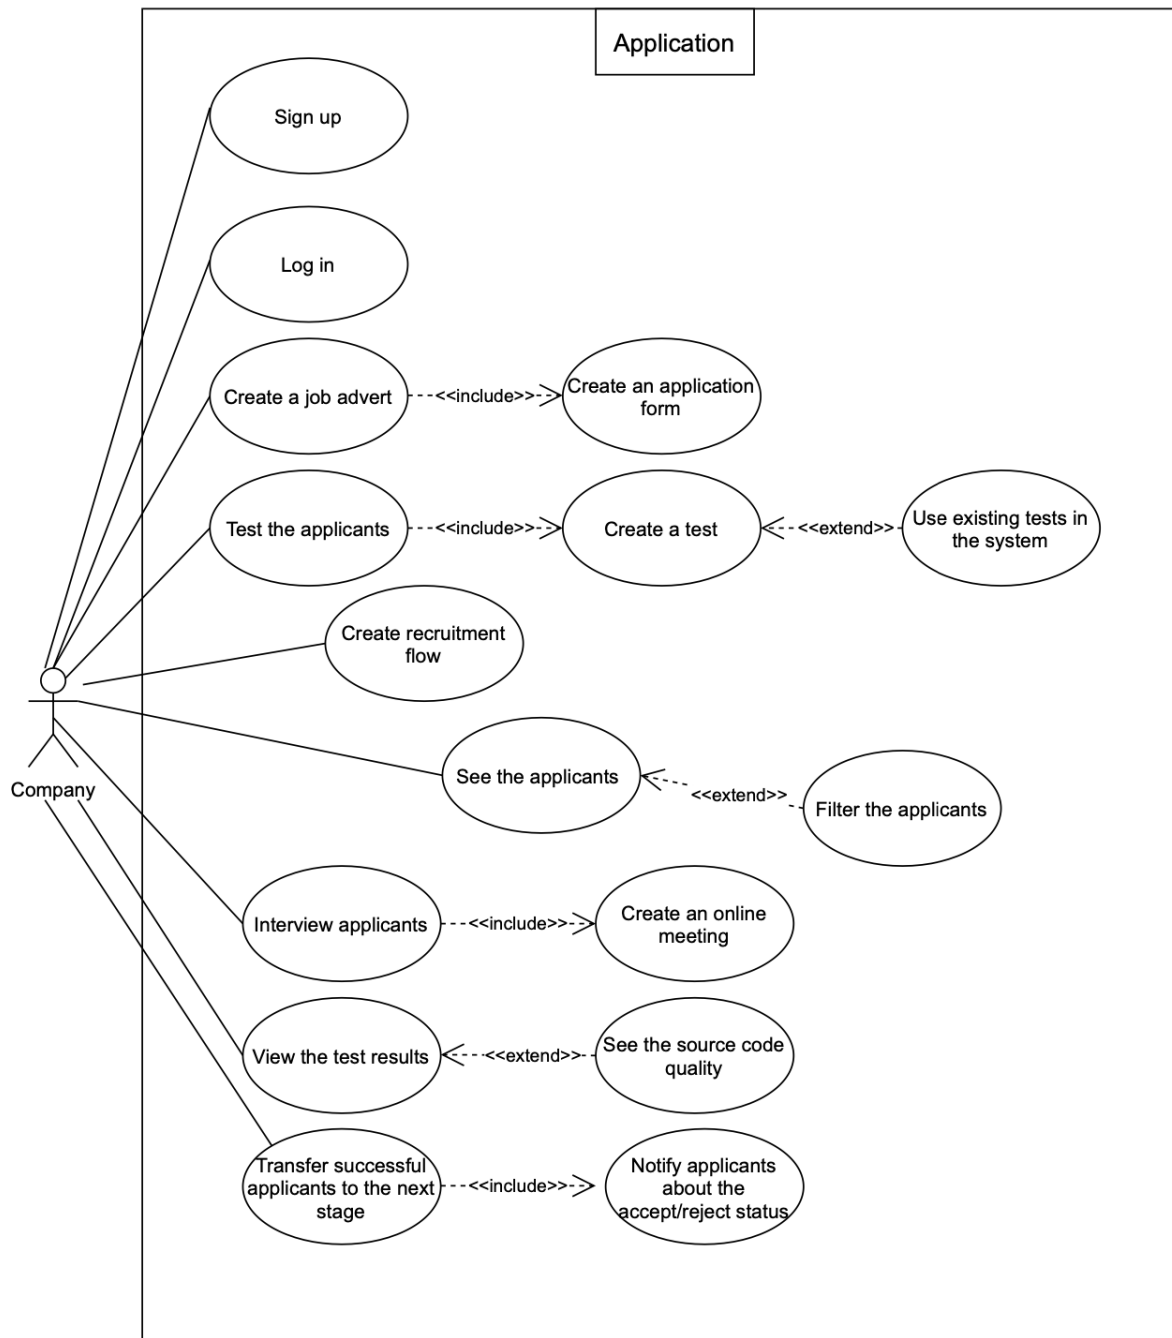 Application
Sign up
Log in
Create a job advert
<<include>>
Create an application
form
Test the applicants
<<include>>
Create a test
<<extend>>
Use existing tests in
the system
Create recruitment
flow
Company
See the applicants
<<extend>>
Filter the applicants
Interview applicants
<<include>>
Create an online
meeting
View the test results
<<extend>>
See the source code
quality
Transfer successful
applicants to the next
stage
<<include>>
Notify applicants
about the
accept/reject status